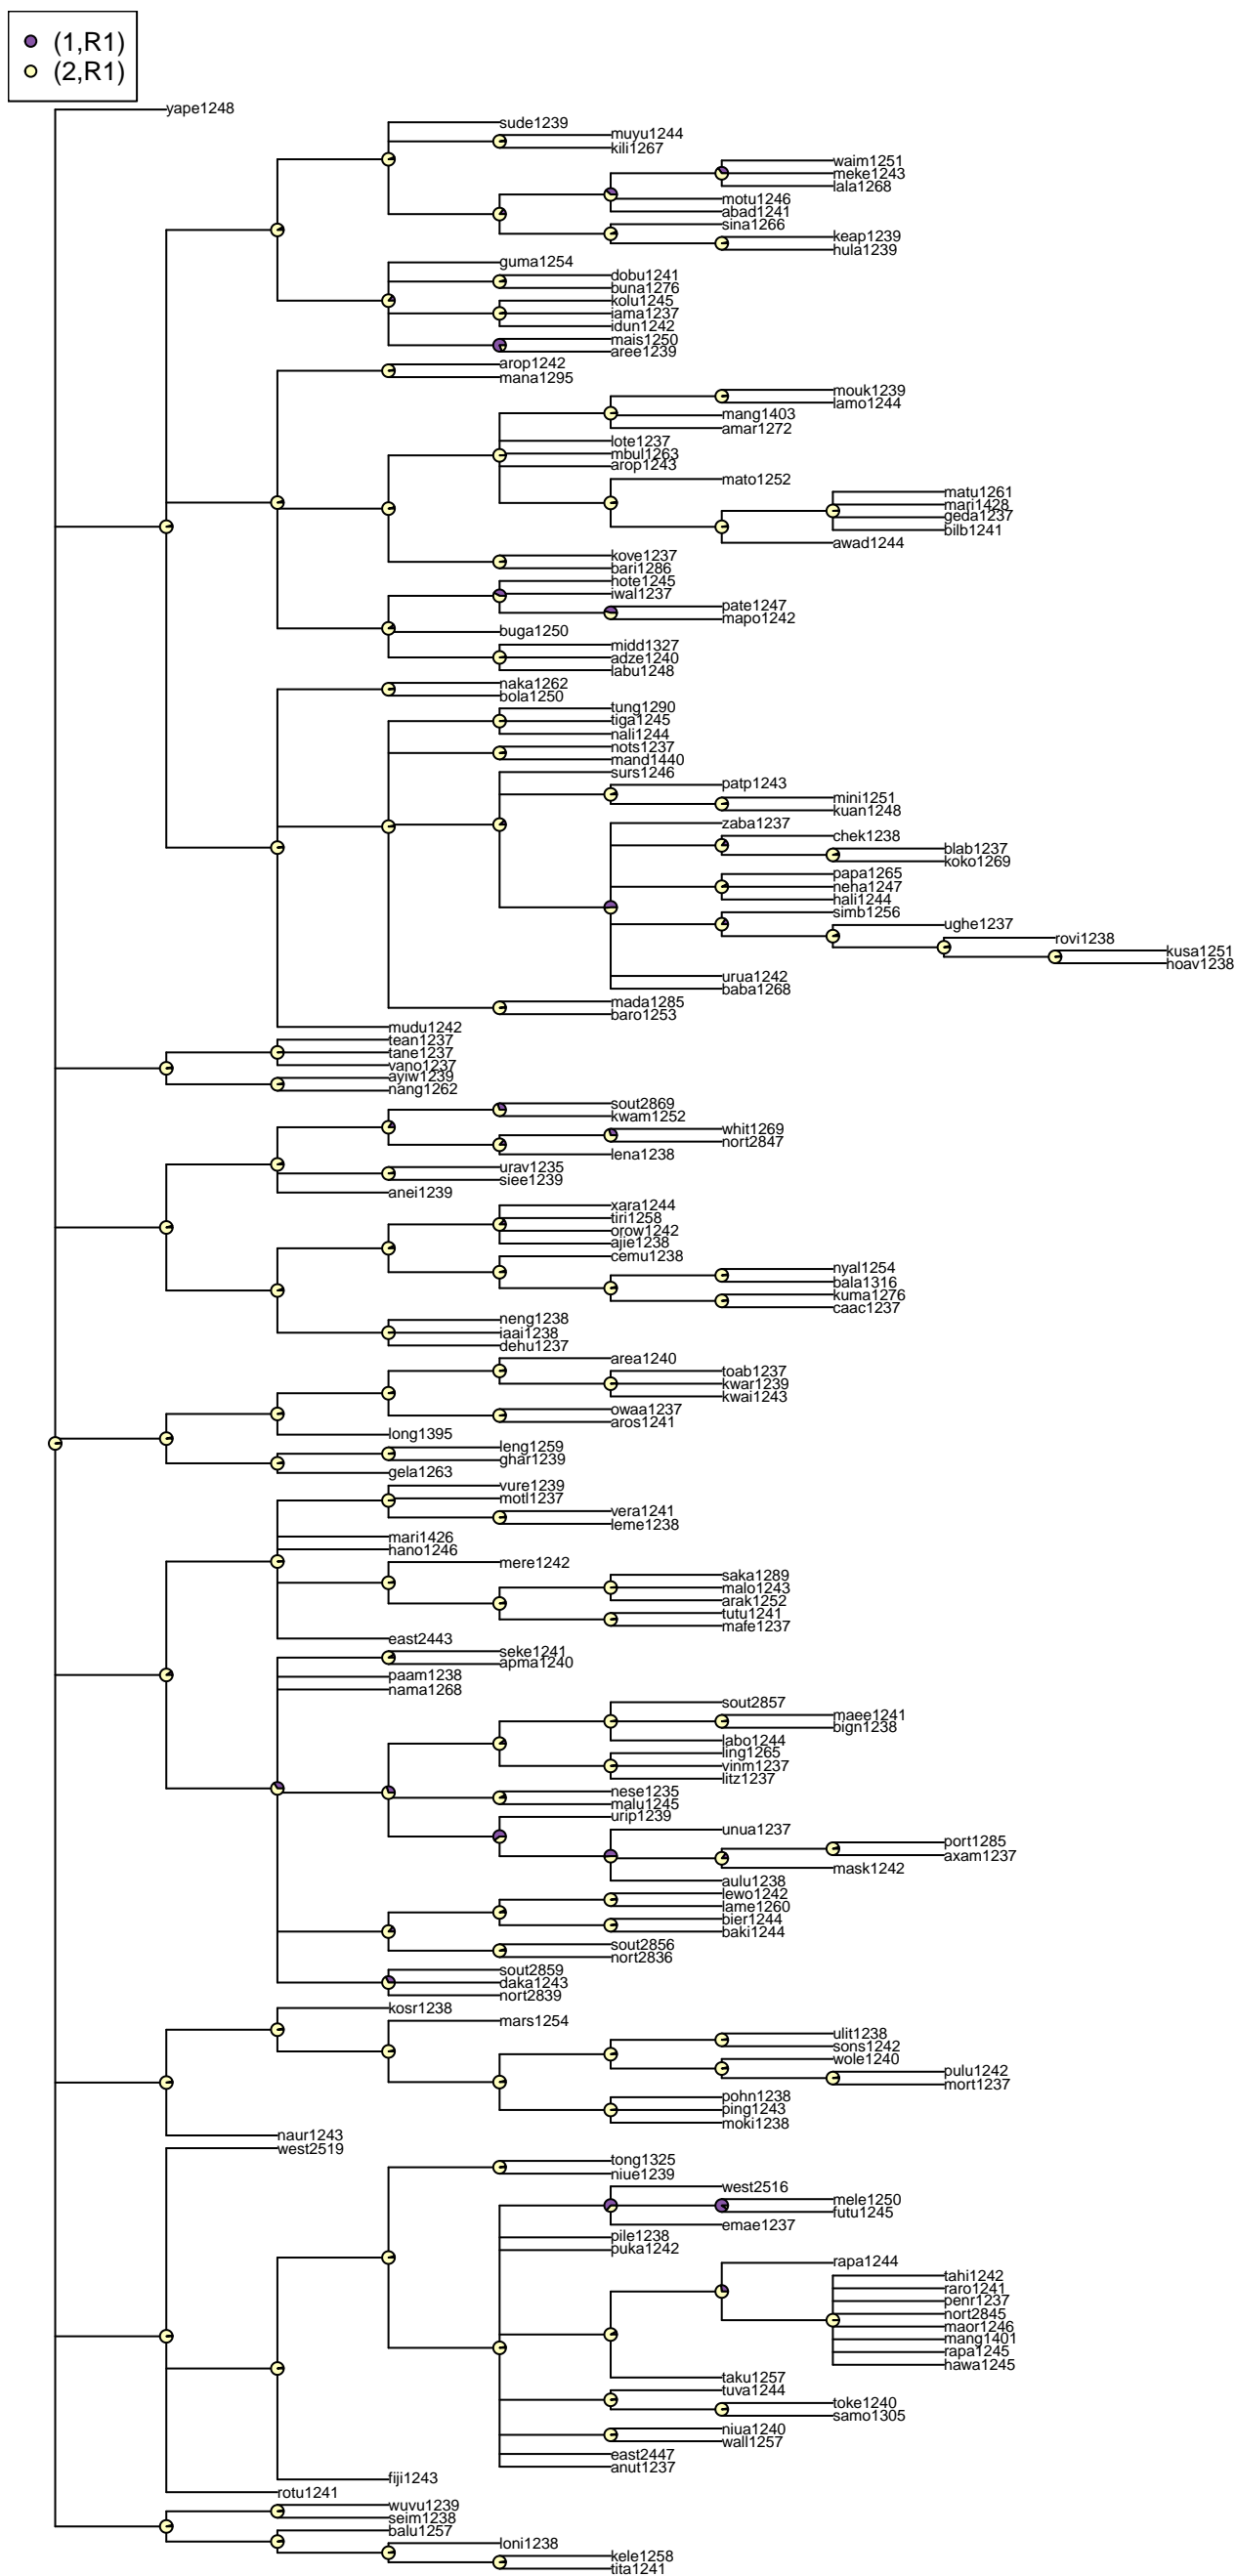 (1,R1)
(2,R1)
yape1248
sude1239
muyu1244
kili1267
waim1251
meke1243
lala1268
motu1246
abad1241
sina1266
keap1239
hula1239
guma1254
dobu1241
buna1276
kolu1245
iama1237
idun1242
mais1250
aree1239
arop1242
mana1295
mouk1239
lamo1244
mang1403
amar1272
lote1237
mbul1263
arop1243
mato1252
matu1261
mari1428
geda1237
bilb1241
awad1244
kove1237
bari1286
hote1245
iwal1237
pate1247
mapo1242
buga1250
midd1327
adze1240
labu1248
naka1262
bola1250
tung1290
tiga1245
nali1244
nots1237
mand1440
surs1246
patp1243
mini1251
kuan1248
zaba1237
chek1238
blab1237
koko1269
papa1265
neha1247
hali1244
simb1256
ughe1237
rovi1238
kusa1251
hoav1238
urua1242
baba1268
mada1285
baro1253
mudu1242
tean1237
tane1237
vano1237
ayiw1239
nang1262
sout2869
kwam1252
whit1269
nort2847
lena1238
urav1235
siee1239
anei1239
xara1244
tiri1258
orow1242
ajie1238
cemu1238
nyal1254
bala1316
kuma1276
caac1237
neng1238
iaai1238
dehu1237
area1240
toab1237
kwar1239
kwai1243
owaa1237
aros1241
long1395
leng1259
ghar1239
gela1263
vure1239
motl1237
vera1241
leme1238
mari1426
hano1246
mere1242
saka1289
malo1243
arak1252
tutu1241
mafe1237
east2443
seke1241
apma1240
paam1238
nama1268
sout2857
maee1241
bign1238
labo1244
ling1265
vinm1237
litz1237
nese1235
malu1245
urip1239
unua1237
port1285
axam1237
mask1242
aulu1238
lewo1242
lame1260
bier1244
baki1244
sout2856
nort2836
sout2859
daka1243
nort2839
kosr1238
mars1254
ulit1238
sons1242
wole1240
pulu1242
mort1237
pohn1238
ping1243
moki1238
naur1243
west2519
tong1325
niue1239
west2516
mele1250
futu1245
emae1237
pile1238
puka1242
rapa1244
tahi1242
raro1241
penr1237
nort2845
maor1246
mang1401
rapa1245
hawa1245
taku1257
tuva1244
toke1240
samo1305
niua1240
wall1257
east2447
anut1237
fiji1243
rotu1241
wuvu1239
seim1238
balu1257
loni1238
kele1258
tita1241